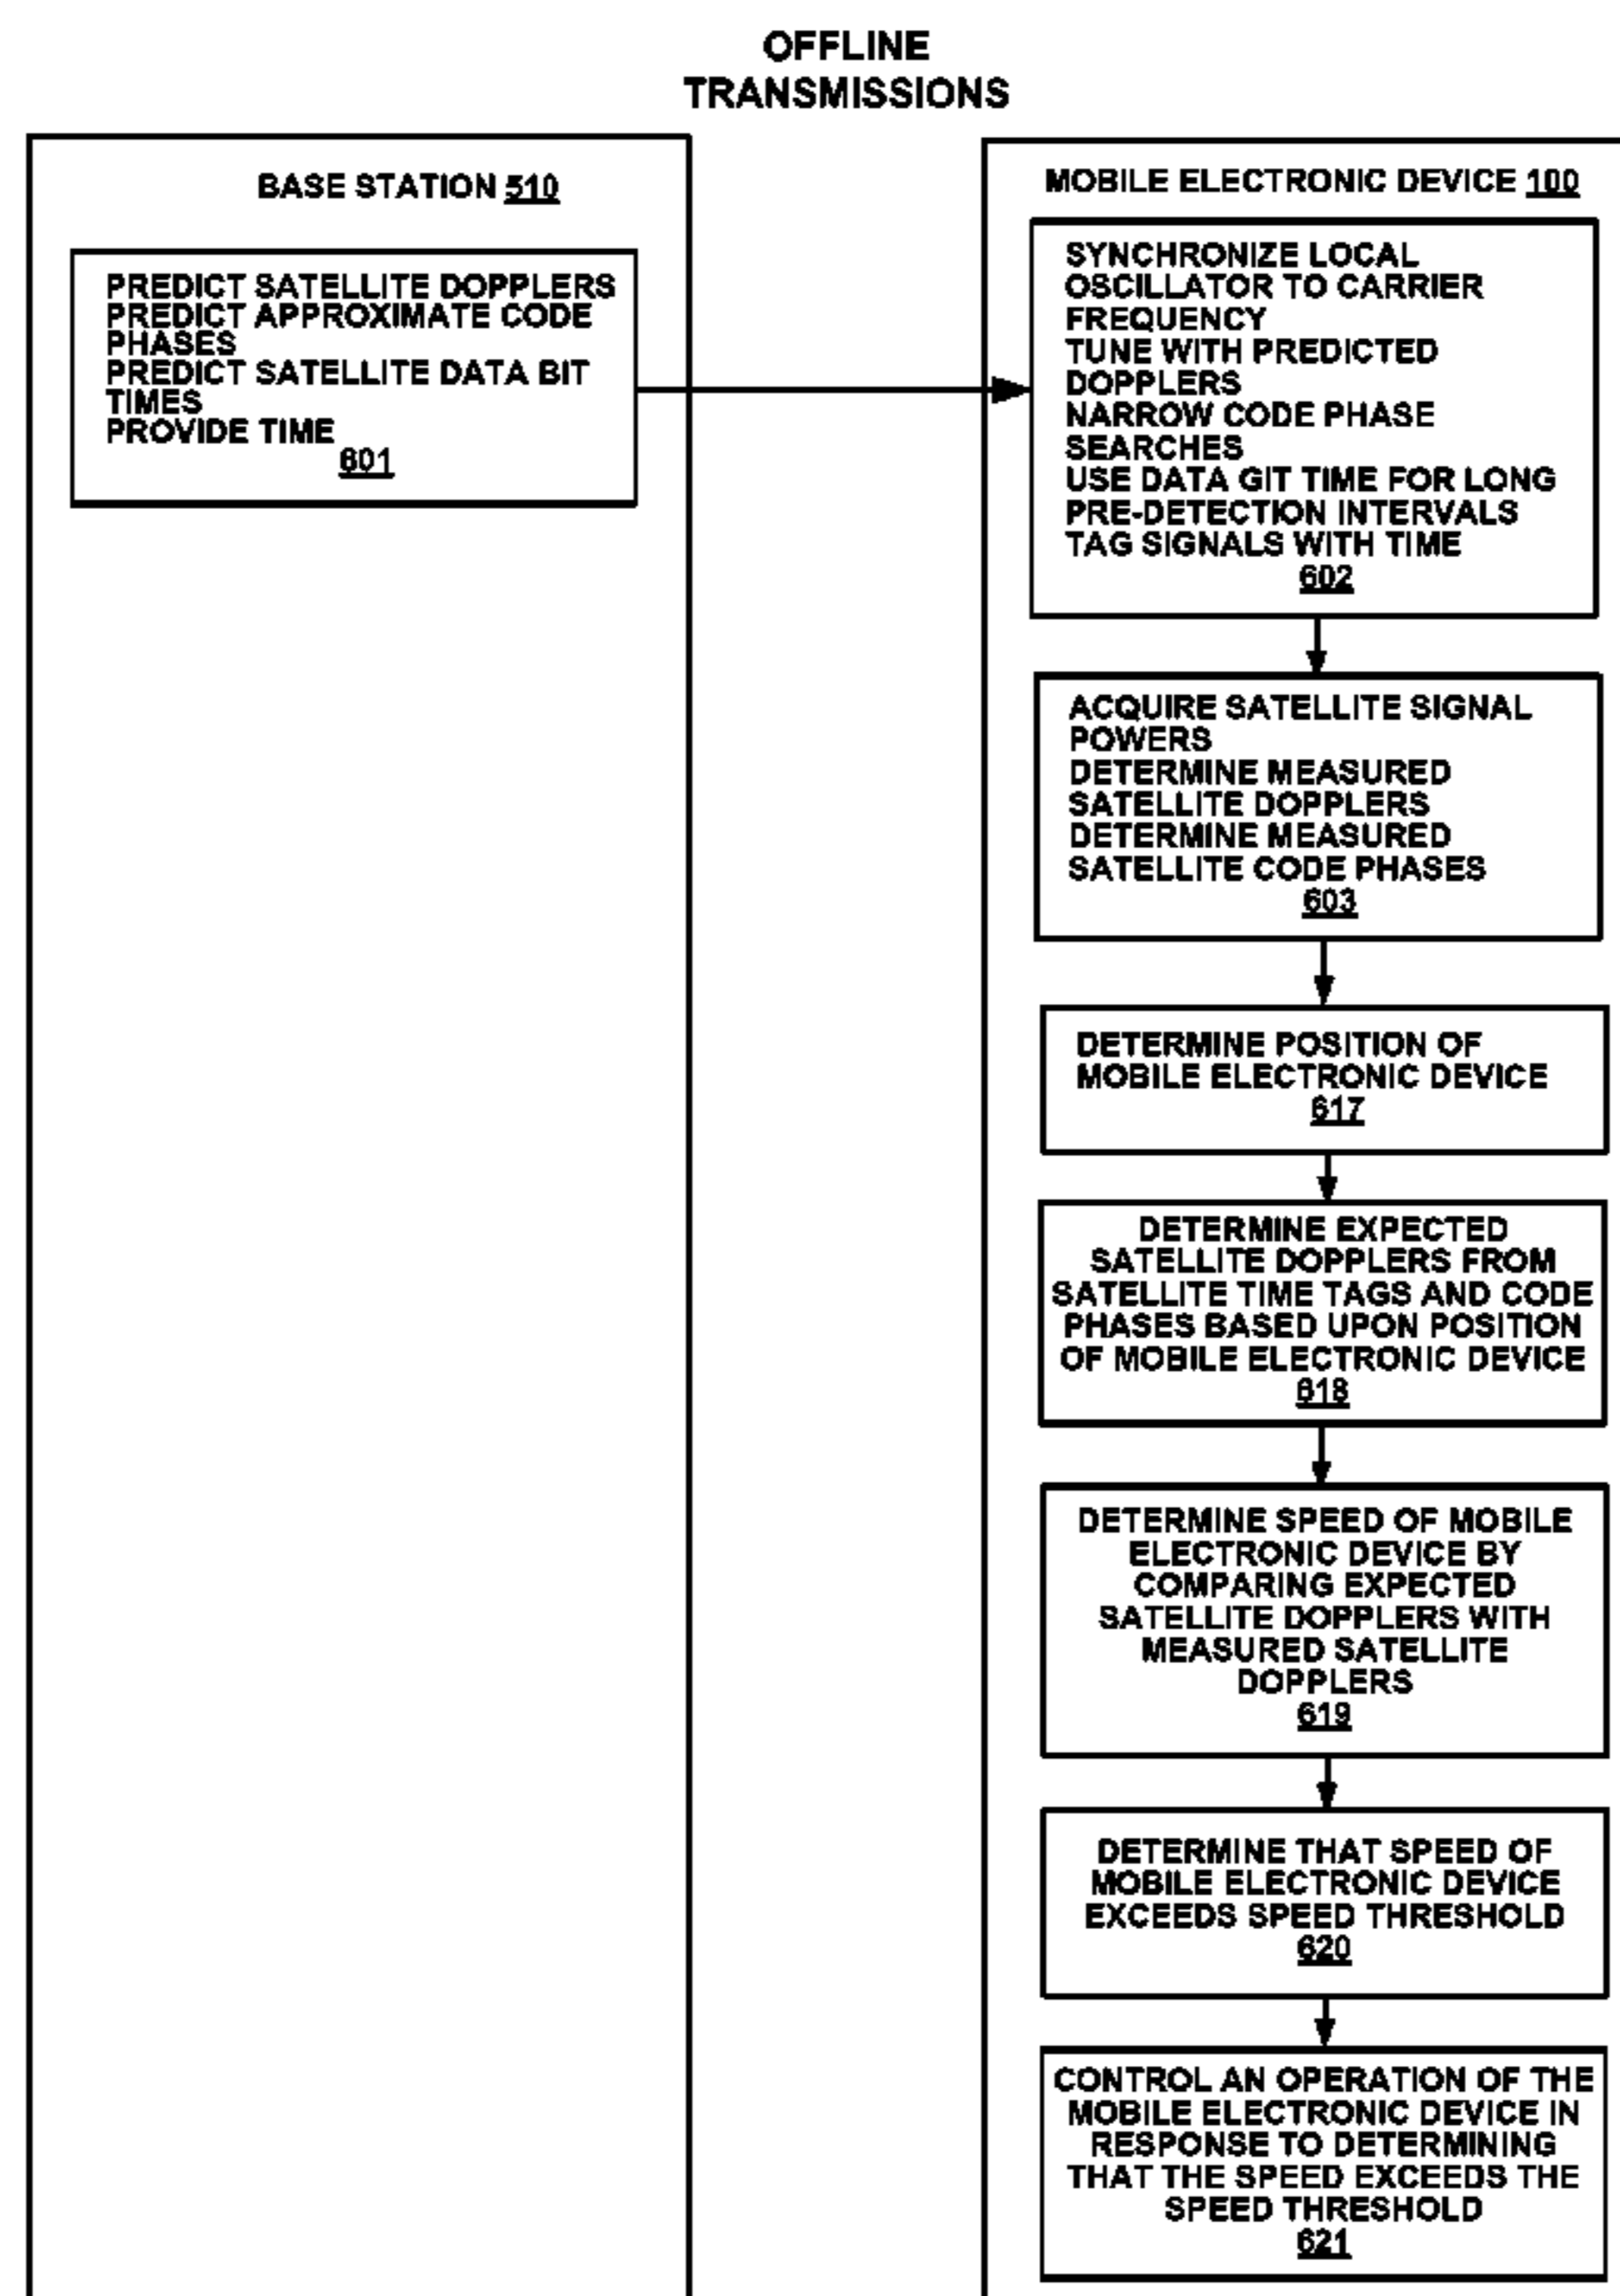 OFFLINE
TRANSMISSIONS
BASE STATION 510
PREDICT SATELLITE DOPPLERS
PREDICT APPROXIMATE CODE
PHASES
PREDICT SATELLITE DATA BIT
TIMES
PROVIDE TIME
601
MOBILE ELECTRONIC DEVICE 100
SYNCHRONIZE LOCAL
OSCILLATOR TO CARRIER
FREQUENCY
TUNE WITH PREDICTED
DOPPLERS
NARROW CODE PHASE
SEARCHES
USE DATA GIT TIME FOR LONG
PRE-DETECTION INTERVALS
TAG SIGNALS WITH TIME
602
ACQUIRE SATELLITE SIGNAL
POWERS
DETERMINE MEASURED
SATELLITE DOPPLERS
DETERMINE MEASURED
SATELLITE CODE PHASES
603
DETERMINE POSITION OF
MOBILE ELECTRONIC DEVICE
617
DETERMINE EXPECTED
SATELLITE DOPPLERS FROM
SATELLITE TIME TAGS AND CODE
PHASES BASED UPON POSITION
OF MOBILE ELECTRONIC DEVICE
618
DETERMINE SPEED OF MOBILE
ELECTRONIC DEVICE BY
COMPARING EXPECTED
SATELLITE DOPPLERS WITH
MEASURED SATELLITE
DOPPLERS
619
DETERMINE THAT SPEED OF
MOBILE ELECTRONIC DEVICE
EXCEEDS SPEED THRESHOLD
620
CONTROL AN OPERATION OF THE
MOBILE ELECTRONIC DEVICE IN
RESPONSE TO DETERMINING
THAT THE SPEED EXCEEDS THE
SPEED THRESHOLD
621